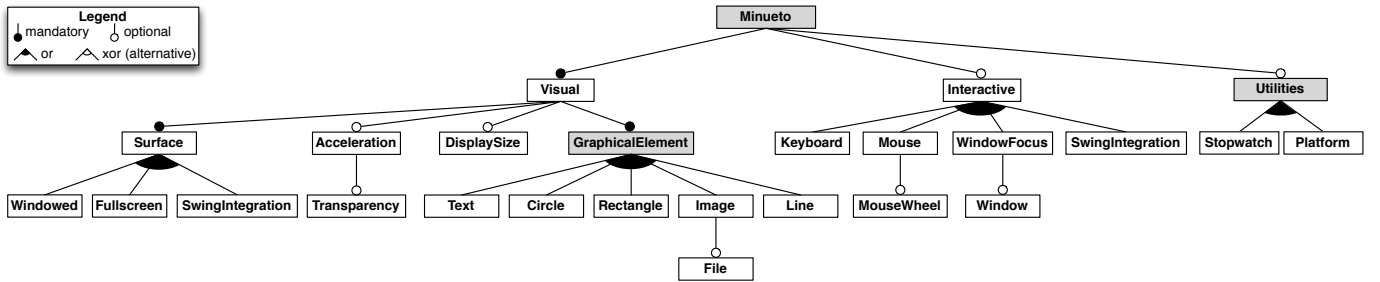 Legend
mandatory optional
or xor (alternative)
Minueto
Visual
Interactive
Utilities
Surface
Acceleration
DisplaySize
GraphicalElement
Keyboard
Mouse
WindowFocus
SwingIntegration
Stopwatch
Platform
Windowed
Fullscreen
SwingIntegration
Transparency
Text
Circle
Rectangle
Image
Line
MouseWheel
Window
File